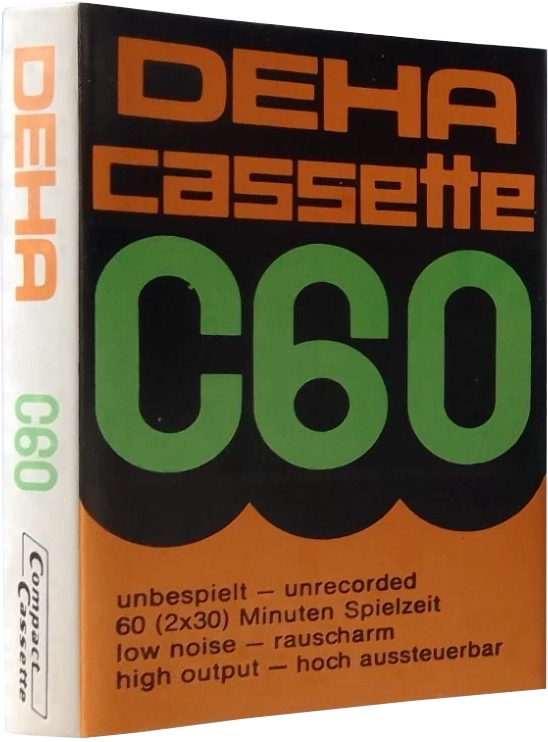 DEHA
cassette
C60
unbespielt – unrecorded
60 (2x30) Minuten Spielzeit
low noise – rauscharm
high output – hoch aussteuerbar
DEHA
C60
Compact
Cassette